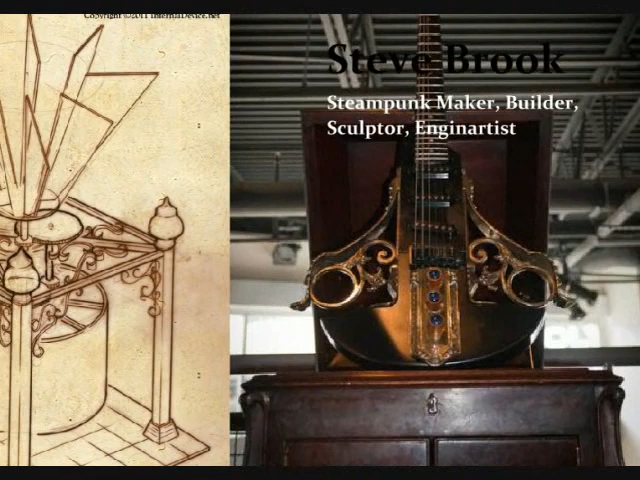 Steve Brook
Steampunk Maker, Builder,
Sculptor, Enginartist